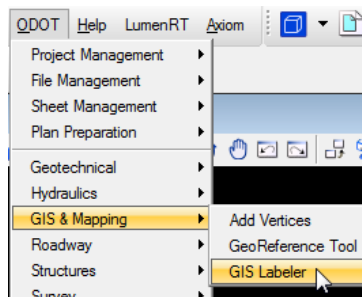 ODOT Help LumenRT Axiom
Project Management
File Management
Sheet Management
Plan Preparation
Geotechnical
Hydraulics
GIS & Mapping
Add Vertices
Roadway
GeoReference Tool
Structures
GIS Labeler
Survey